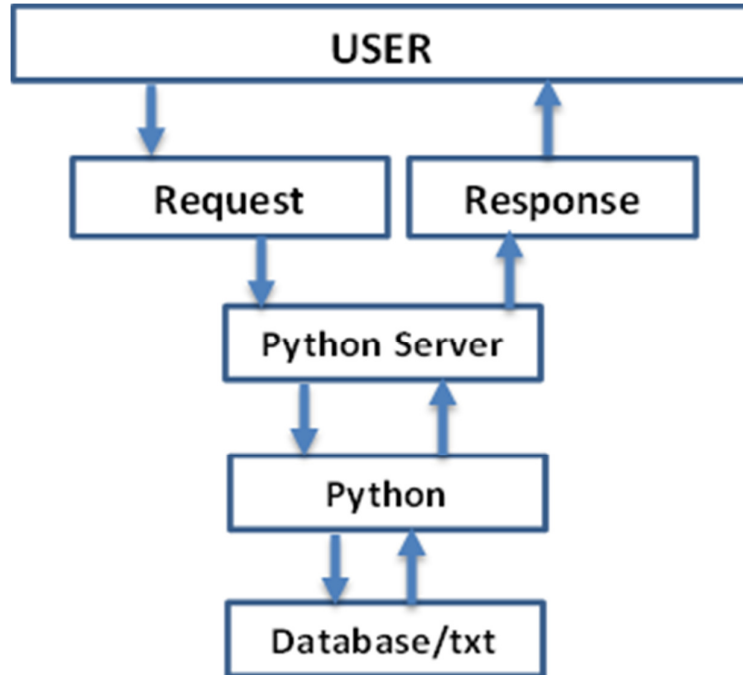 USER
Request
Response
Python Server
Python
Database/txt